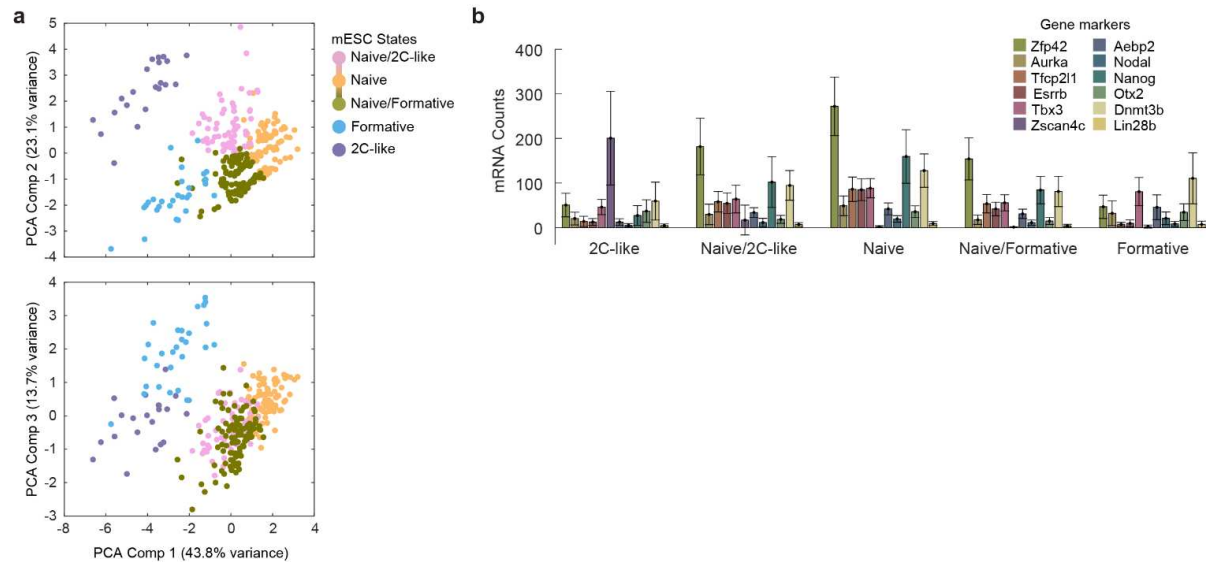 a
mESC States
Naive/2C-like
Naive
Naive/Formative
Formative
2C-like
PCA Comp 2 (23.1% variance)
5
4
3
2
1
0
-1
-2
-3
-4
PCA Comp 3 (13.7% variance)
4
3
2
1
0
-1
-2
-3
-8
-6
-4
-2
0
2
4
PCA Comp 1 (43.8% variance)
b
Gene markers
Zfp42
Aurka
Tfcp2l1
Esrrb
Tbx3
Zscan4c
Aebp2
Nodal
Nanog
Otx2
Dnmt3b
Lin28b
mRNA Counts
400
300
200
100
0
2C-like
Naive/2C-like
Naive
Naive/Formative
Formative